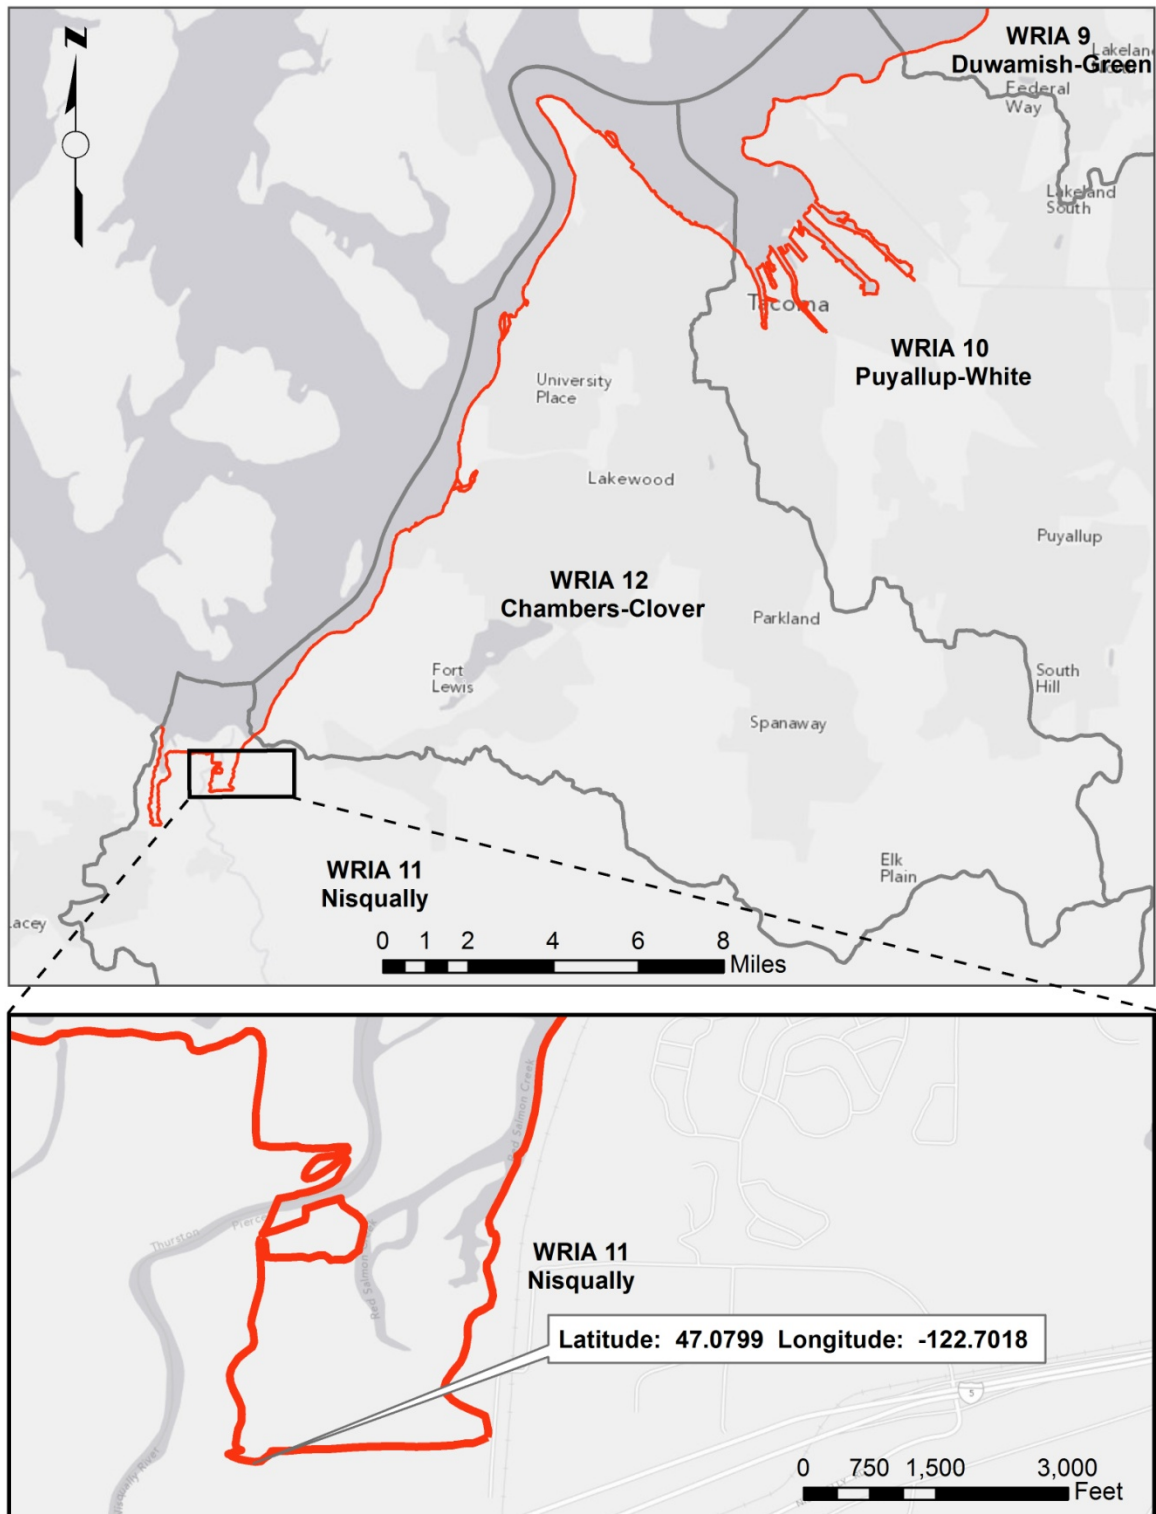 N
WRIA 9
Duwamish-Green
Federal
Way
Lakeland
South
Tacoma
WRIA 10
Puyallup-White
University
Place
Lakewood
Puyallup
WRIA 12
Chambers-Clover
Parkland
Fort
Lewis
South
Hill
Spanaway
WRIA 11
Nisqually
Elk
Plain
Lacey
0 1 2 4 6 8
Miles
Red Salmon Creek
Thurston
Pierce
Red Salmon Creek
WRIA 11
Nisqually
Latitude: 47.0799 Longitude: -122.7018
5
Nisqually River
0 750 1,500 3,000
Feet